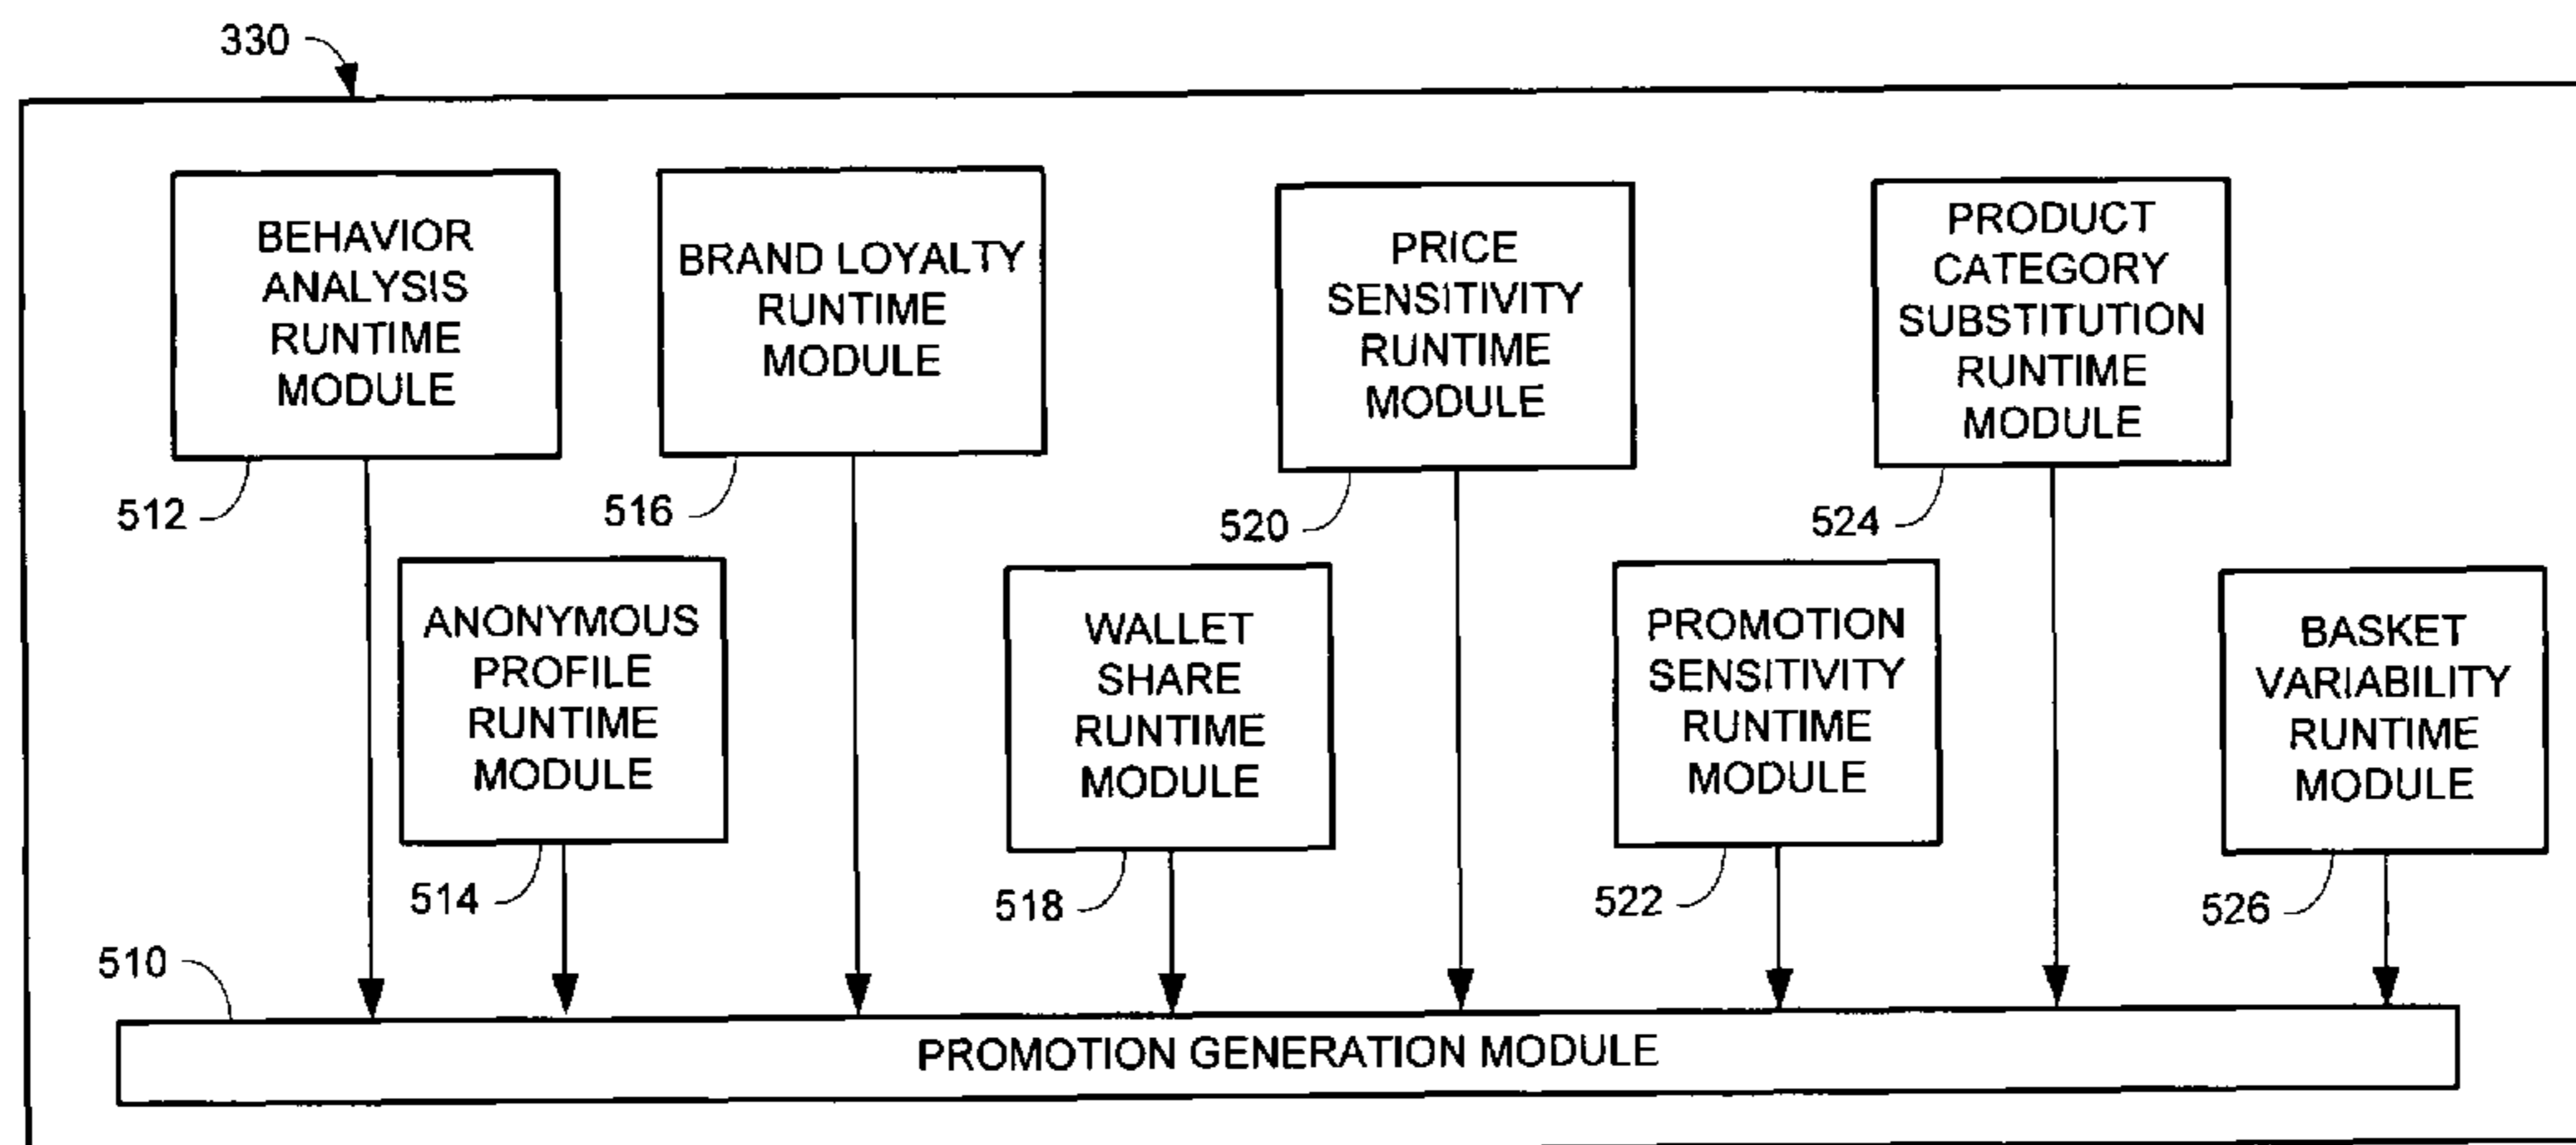 330
BEHAVIOR
ANALYSIS
RUNTIME
MODULE
512
BRAND LOYALTY
RUNTIME
MODULE
516
PRICE
SENSITIVITY
RUNTIME
MODULE
520
PRODUCT
CATEGORY
SUBSTITUTION
RUNTIME
MODULE
524
ANONYMOUS
PROFILE
RUNTIME
MODULE
514
WALLET
SHARE
RUNTIME
MODULE
518
PROMOTION
SENSITIVITY
RUNTIME
MODULE
522
BASKET
VARIABILITY
RUNTIME
MODULE
526
510
PROMOTION GENERATION MODULE